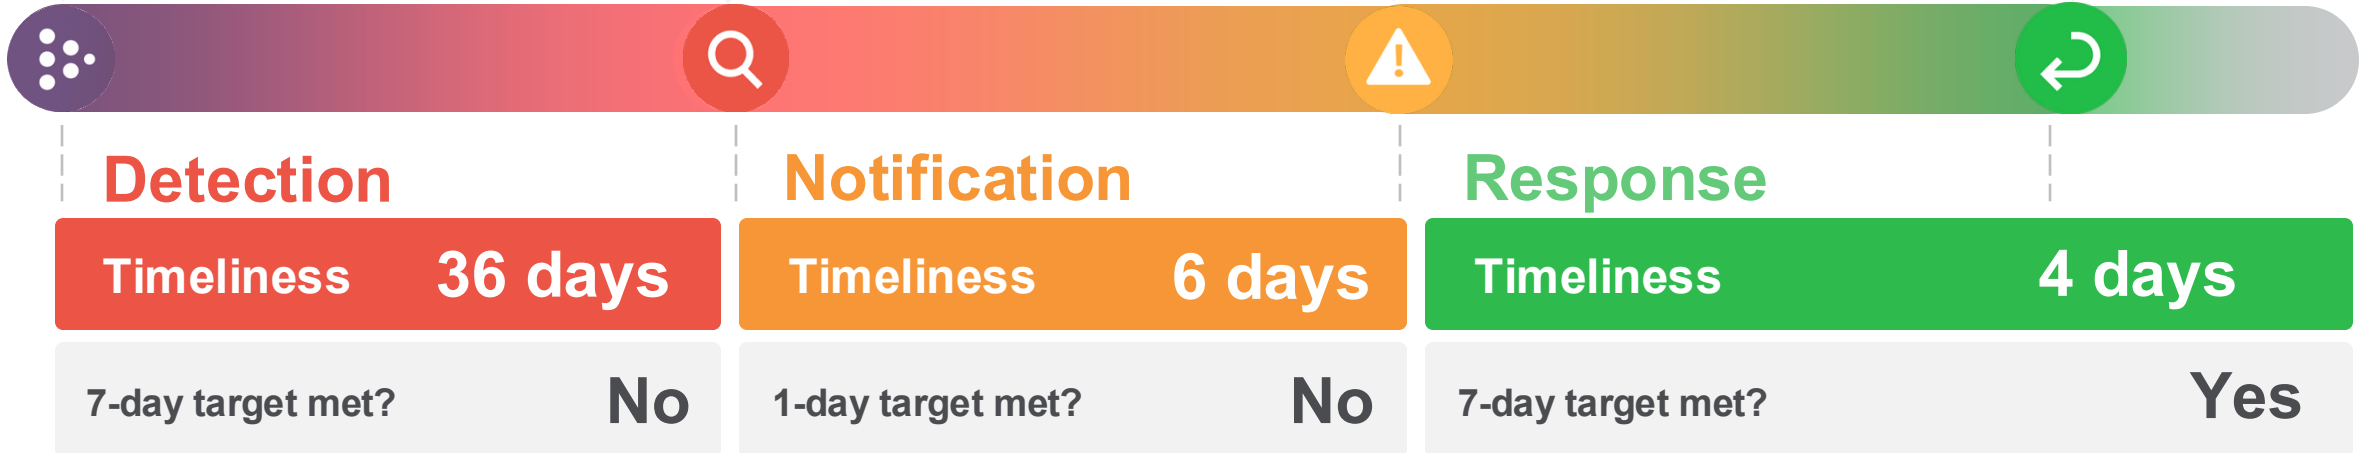 Detection
Notification
Response
Timeliness 36 days
Timeliness 6 days
Timeliness 4 days
7-day target met? No
1-day target met? No
7-day target met? Yes